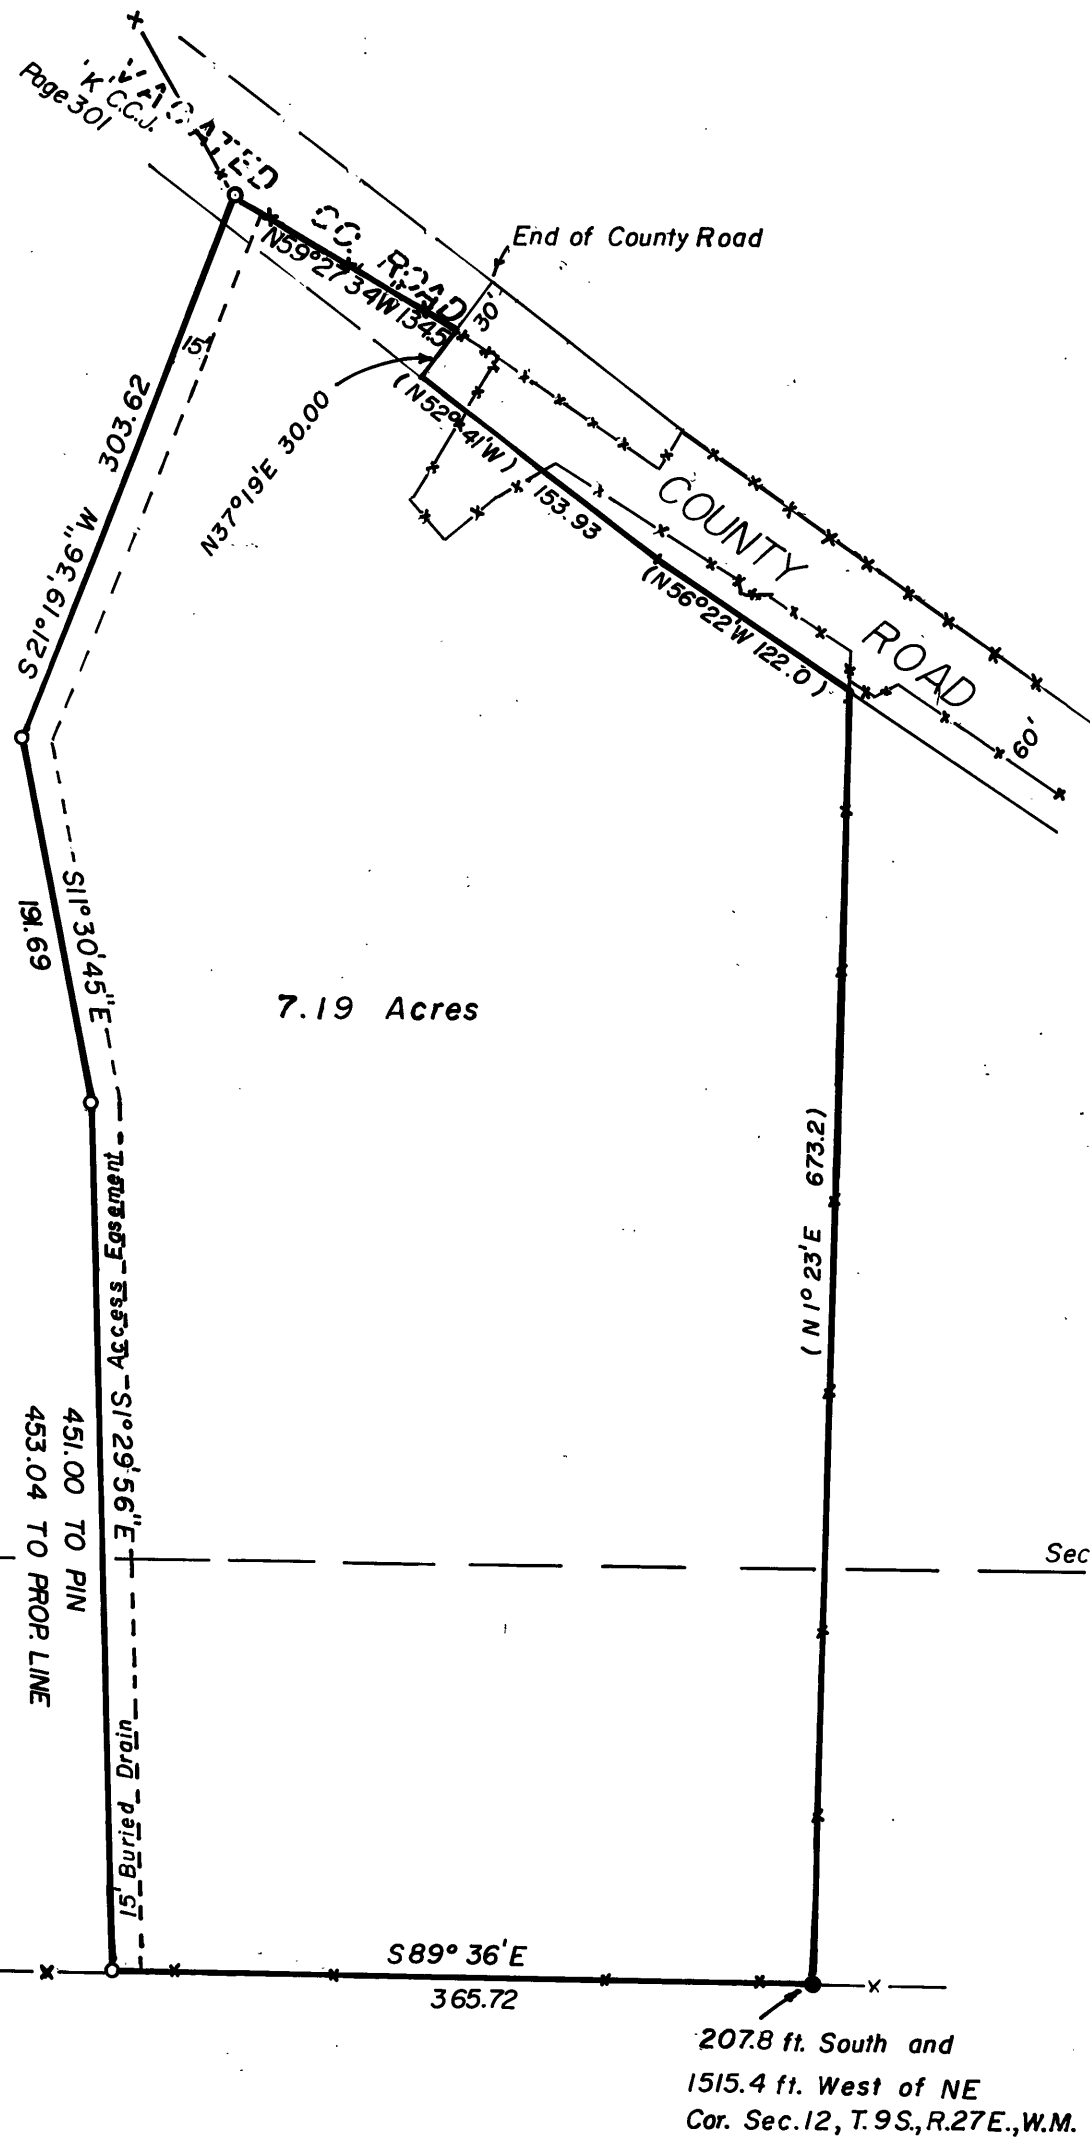 VACATED CO. ROAD
'K' C.C.J.
Page 301
End of County Road
N59°27'34"W 134.5
30'
15'
303.62
S21°19'36"W
N37°19'E 30.00
(N52°41'W)
153.93
COUNTY ROAD
(N56°22'W 122.0)
60'
S11°30'45"E
191.69
7.19 Acres
(N1°23'E 673.2)
Access Easement
S1°29'56"E
451.00 TO PIN
453.04 TO PROP. LINE
Sec
15' Buried Drain
S89°36'E
365.72
207.8 ft. South and
1515.4 ft. West of NE
Cor. Sec. 12, T. 9 S., R. 27 E., W.M.